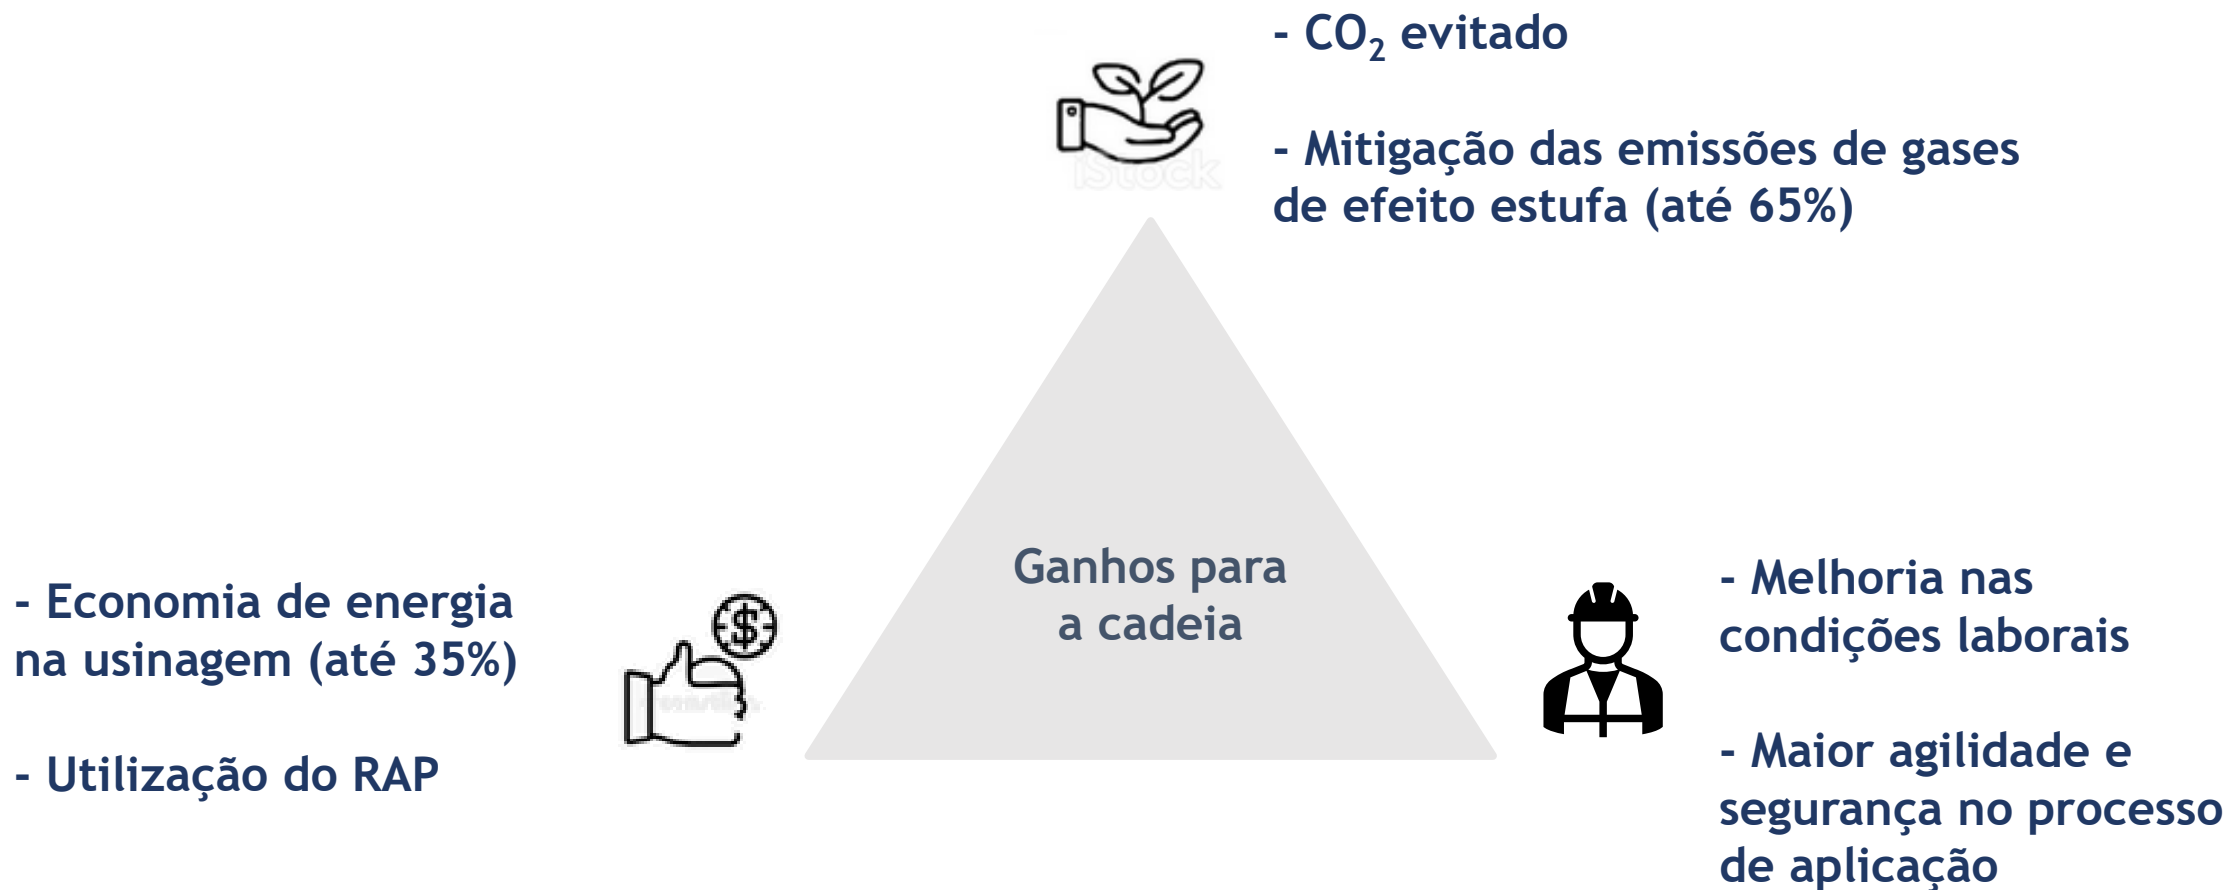 - CO₂ evitado
- Mitigação das emissões de gases
de efeito estufa (até 65%)
iStock
Ganhos para
a cadeia
- Economia de energia
na usinagem (até 35%)
- Utilização do RAP
$
- Melhoria nas
condições laborais
- Maior agilidade e
segurança no processo
de aplicação